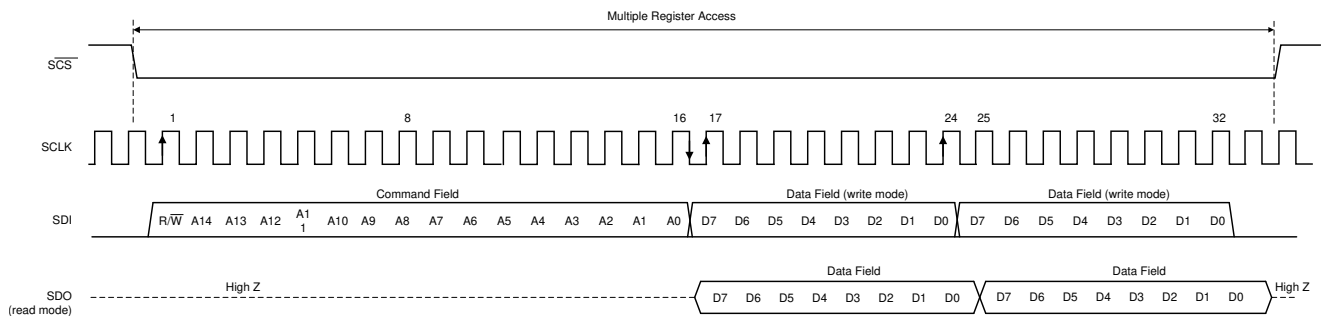 Multiple Register Access
SCS
1 8 16 17 24 25 32
SCLK
Command Field Data Field (write mode) Data Field (write mode)
SDI R/W A14 A13 A12 A1 A10 A9 A8 A7 A6 A5 A4 A3 A2 A1 A0 D7 D6 D5 D4 D3 D2 D1 D0 D7 D6 D5 D4 D3 D2 D1 D0
1
Data Field Data Field
High Z High Z
SDO D7 D6 D5 D4 D3 D2 D1 D0 D7 D6 D5 D4 D3 D2 D1 D0
(read mode)